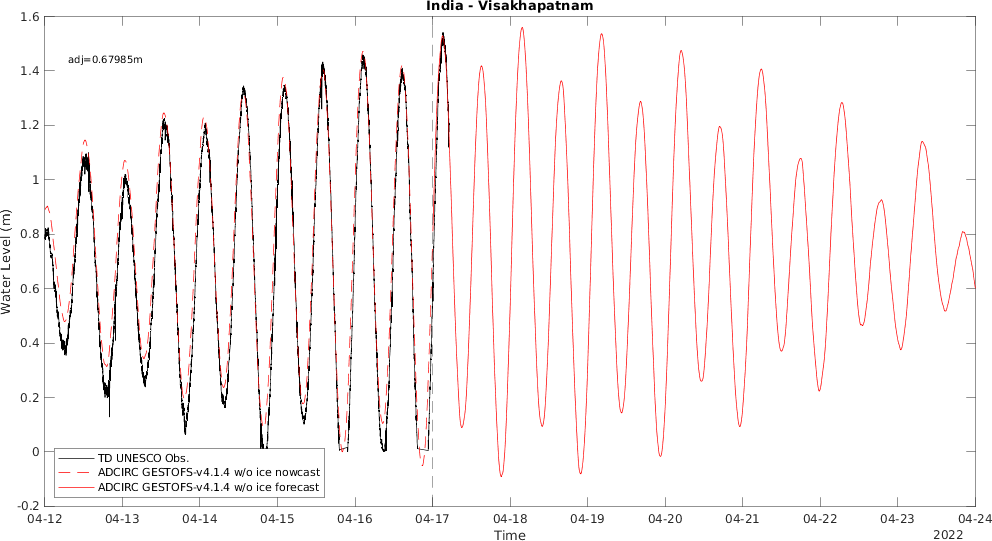 India - Visakhapatnam
adj=0.67985m
1.6
1.4
1.2
1
0.8
0.6
0.4
0.2
0
-0.2
Water Level (m)
TD UNESCO Obs.
ADCIRC GESTOFS-v4.1.4 w/o ice nowcast
ADCIRC GESTOFS-v4.1.4 w/o ice forecast
04-12 04-13 04-14 04-15 04-16 04-17 04-18 04-19 04-20 04-21 04-22 04-23 04-24
Time
2022